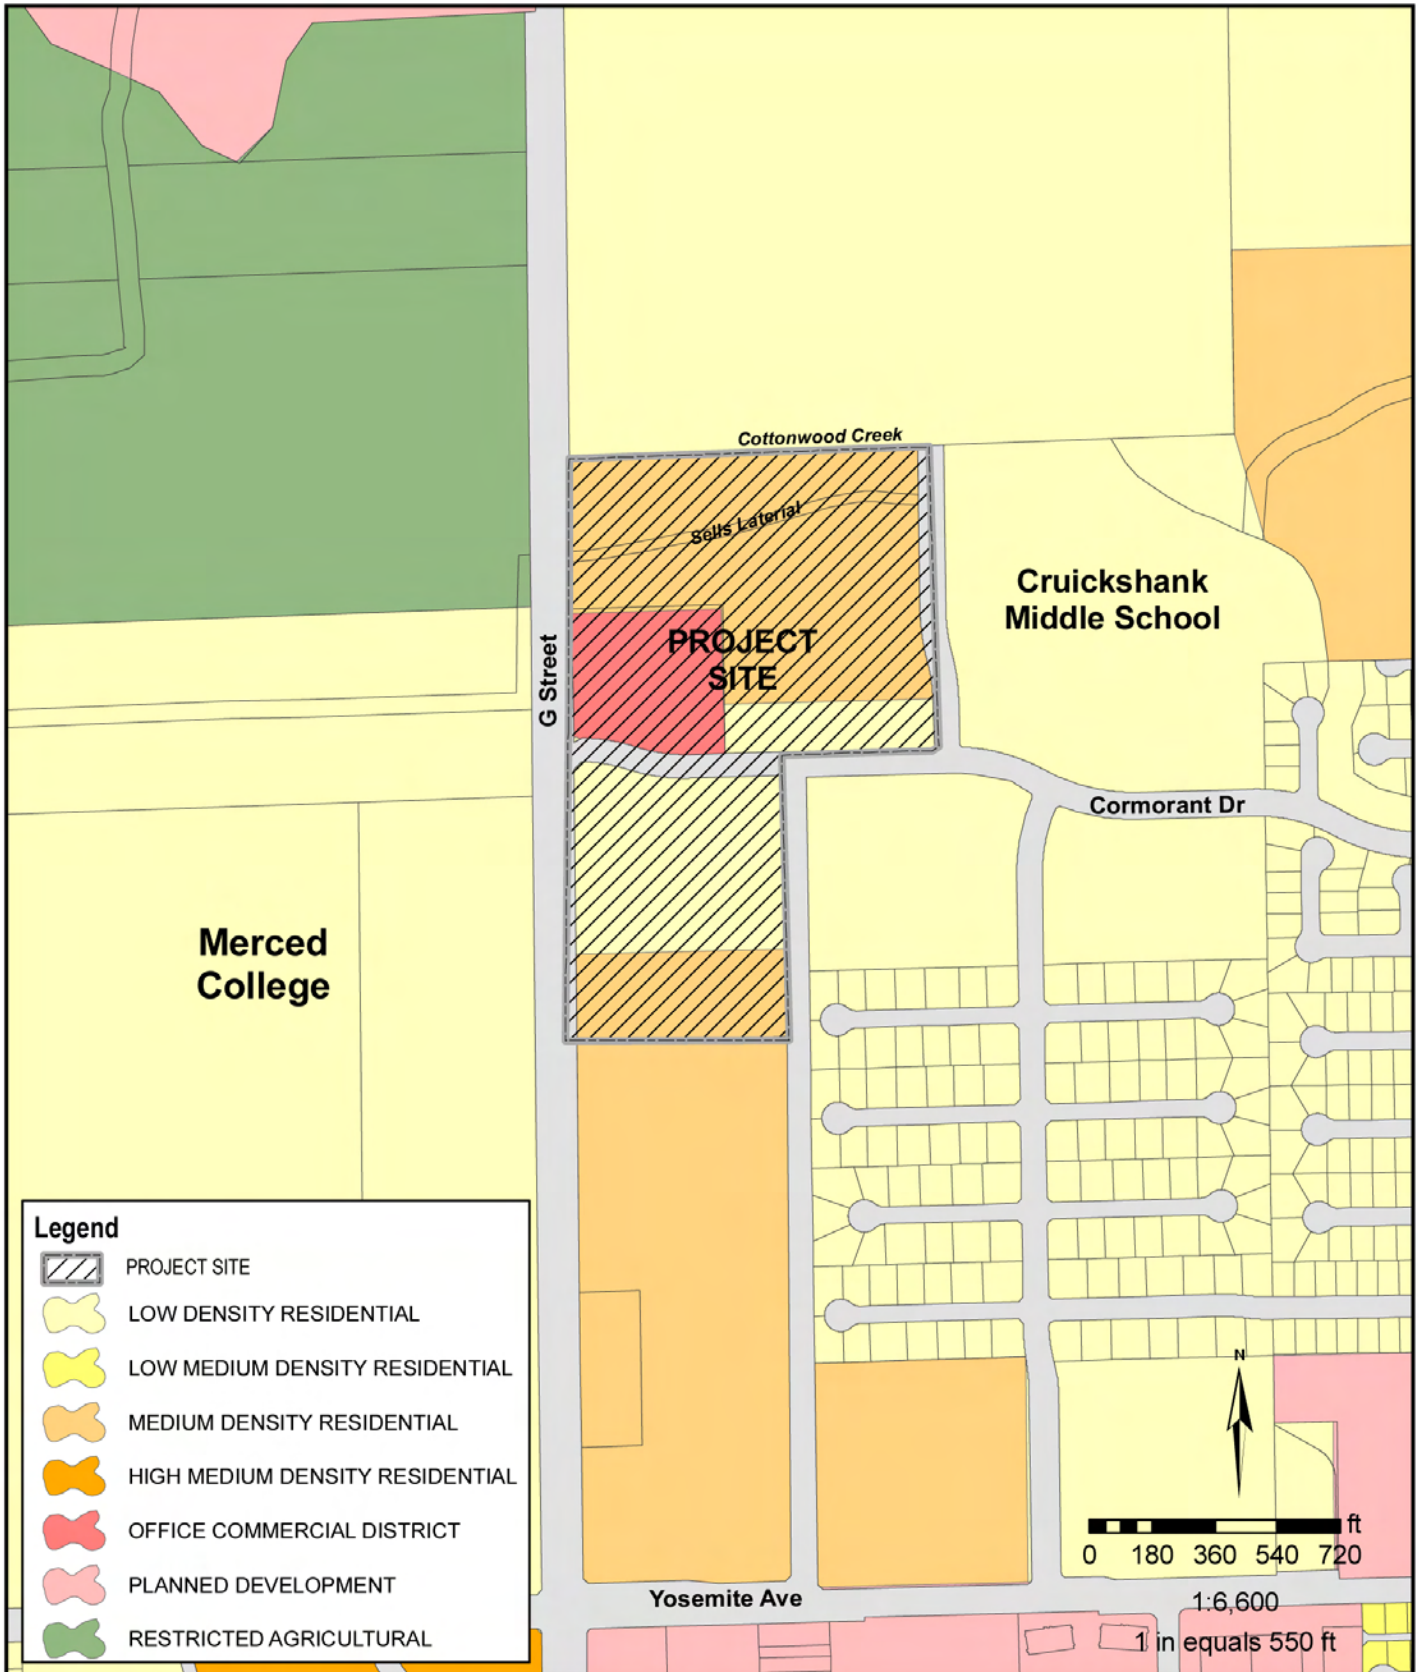 Cottonwood Creek
Sells Laterial
Cruickshank
Middle School
PROJECT
SITE
G Street
Cormorant Dr
Merced
College
Legend
PROJECT SITE
LOW DENSITY RESIDENTIAL
LOW MEDIUM DENSITY RESIDENTIAL
MEDIUM DENSITY RESIDENTIAL
HIGH MEDIUM DENSITY RESIDENTIAL
OFFICE COMMERCIAL DISTRICT
PLANNED DEVELOPMENT
RESTRICTED AGRICULTURAL
N
ft
0 180 360 540 720
Yosemite Ave
1:6,600
1 in equals 550 ft